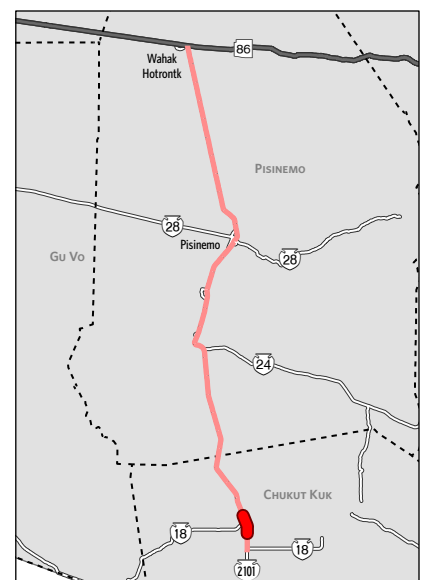 86
Wahak
Hotrontk
PISINEMO
28
Pisinemo
GU VO
28
24
CHUKUT KUK
18
18
2101